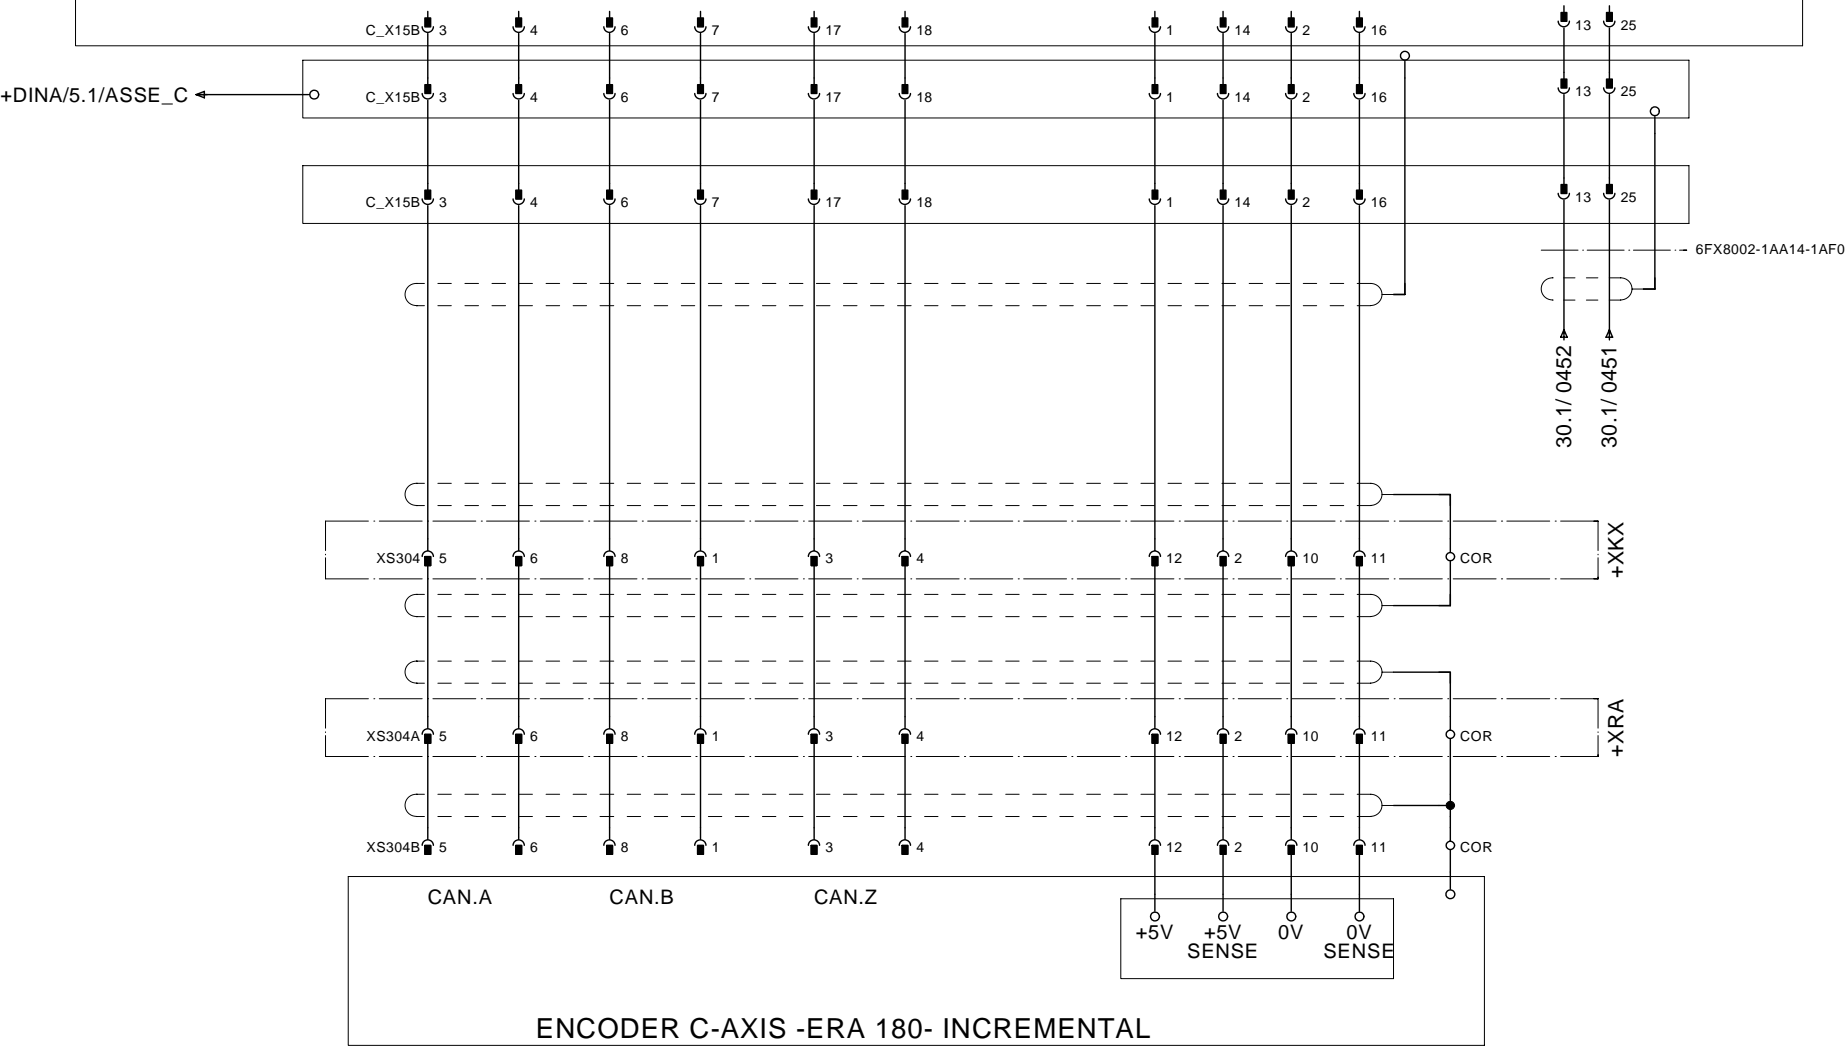 C_X15B 3 4 6 7 17 18 1 14 2 16 13 25
+DINA/5.1/ASSE_C C_X15B 3 4 6 7 17 18 1 14 2 16 13 25
C_X15B 3 4 6 7 17 18 1 14 2 16 13 25
6FX8002-1AA14-1AF0
30.1/ 0452
30.1/ 0451
XS304 5 6 8 1 3 4 12 2 10 11 COR
+XKX
XS304A 5 6 8 1 3 4 12 2 10 11 COR
+XRA
XS304B 5 6 8 1 3 4 12 2 10 11 COR
CAN.A CAN.B CAN.Z
+5V +5V 0V 0V
SENSE SENSE
ENCODER C-AXIS -ERA 180- INCREMENTAL